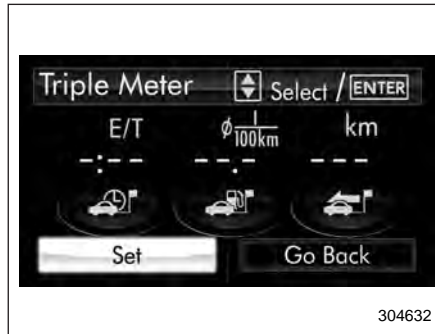 Triple Meter Select / ENTER
E/T ø l/100km km
--:-- --.- ---
Set Go Back
304632